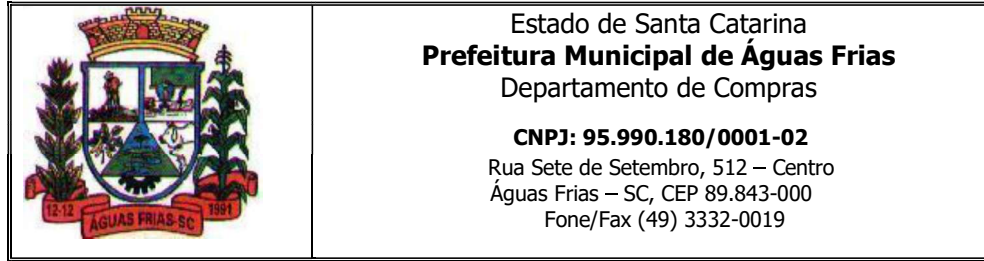 12-12
ÁGUAS FRIAS-SC
1991
Estado de Santa Catarina
Prefeitura Municipal de Águas Frias
Departamento de Compras
CNPJ: 95.990.180/0001-02
Rua Sete de Setembro, 512 – Centro
Águas Frias – SC, CEP 89.843-000
Fone/Fax (49) 3332-0019